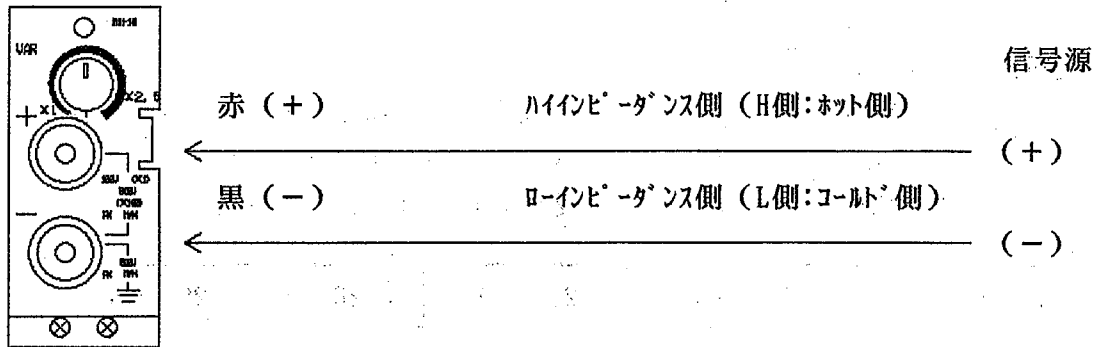 VAR
×2.5
×1
+
−
信号源
赤(+)
ハイインピーダンス側(H側:ホット側)
(+)
黒(−)
ローインピーダンス側(L側:コールド側)
(−)